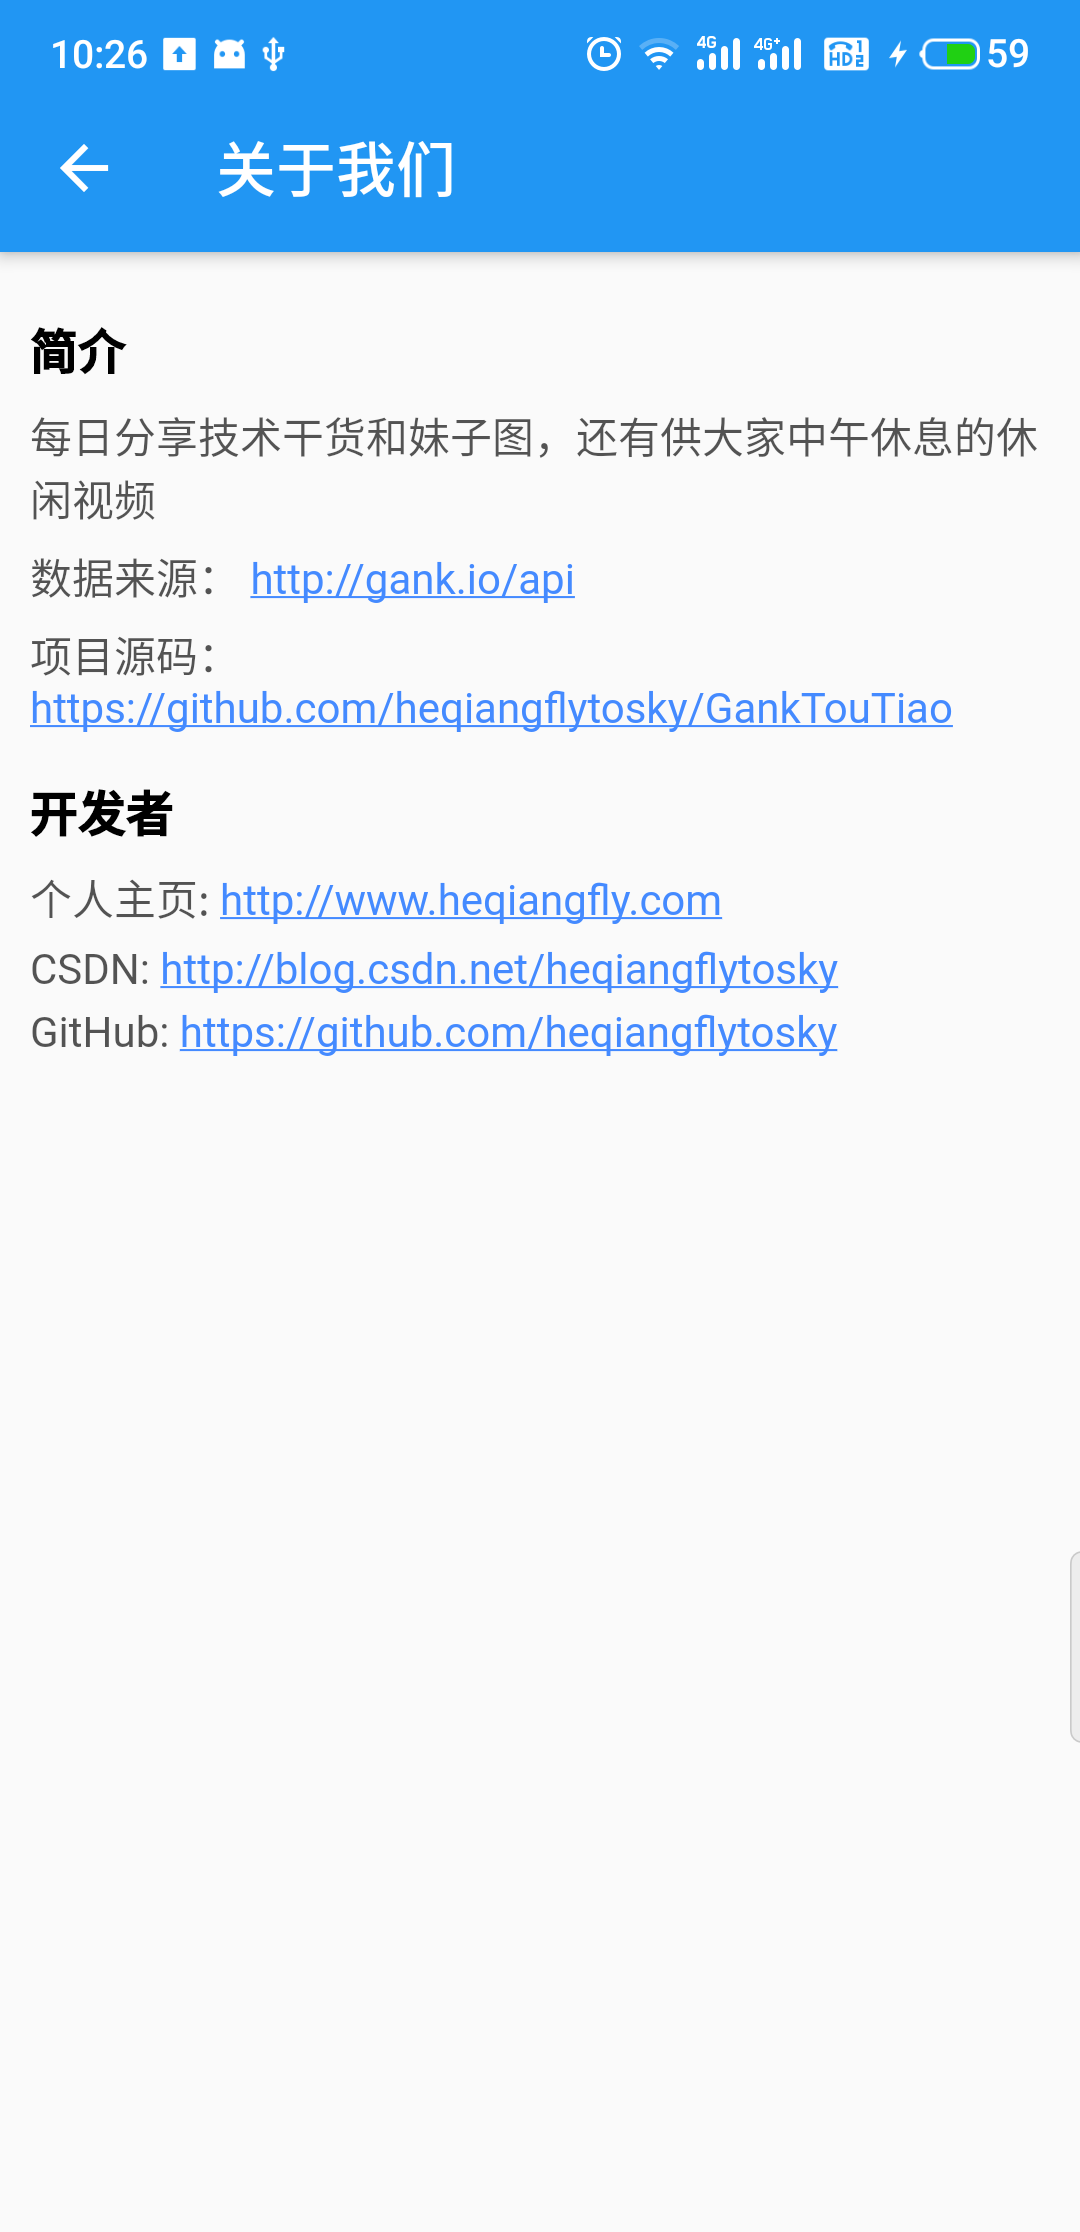 10:26
4G 4G+ HD 1 2 59
关于我们
简介
每日分享技术干货和妹子图，还有供大家中午休息的休
闲视频
数据来源： http://gank.io/api
项目源码：
https://github.com/heqiangflytosky/GankTouTiao
开发者
个人主页: http://www.heqiangfly.com
CSDN: http://blog.csdn.net/heqiangflytosky
GitHub: https://github.com/heqiangflytosky